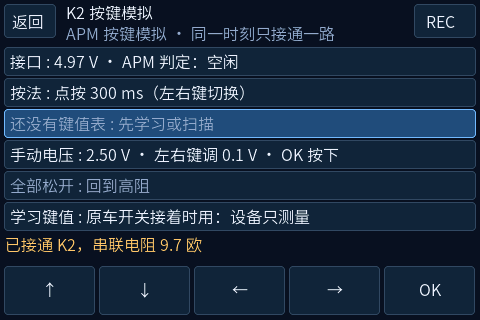 返回
K2 按键模拟
APM 按键模拟 · 同一时刻只接通一路
REC
接口 : 4.97 V · APM 判定：空闲
按法 : 点按 300 ms（左右键切换）
还没有键值表 : 先学习或扫描
手动电压 : 2.50 V · 左右键调 0.1 V · OK 按下
全部松开 : 回到高阻
学习键值 : 原车开关接着时用：设备只测量
已接通 K2，串联电阻 9.7 欧
↑ ↓ ← → OK